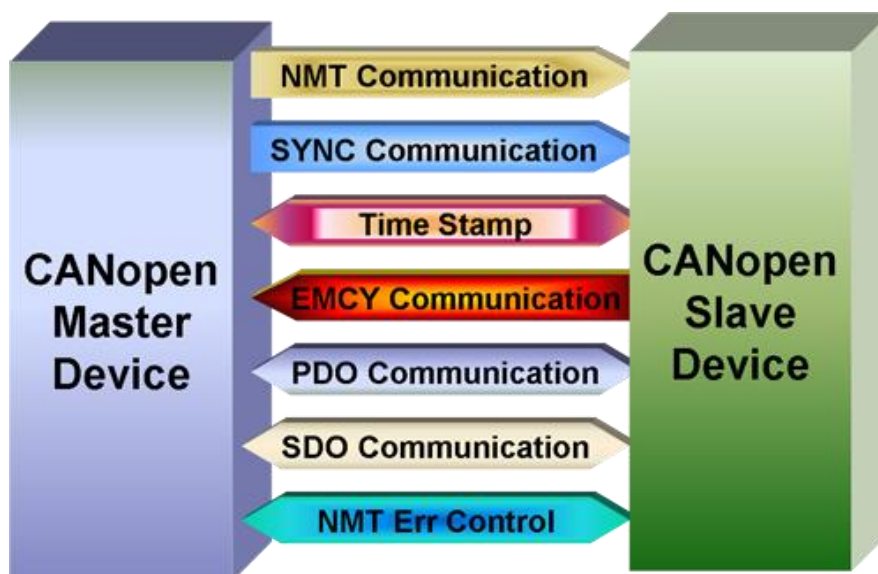 NMT Communication
SYNC Communication
Time Stamp
EMCY Communication
PDO Communication
SDO Communication
NMT Err Control
CANopen
Master
Device
CANopen
Slave
Device